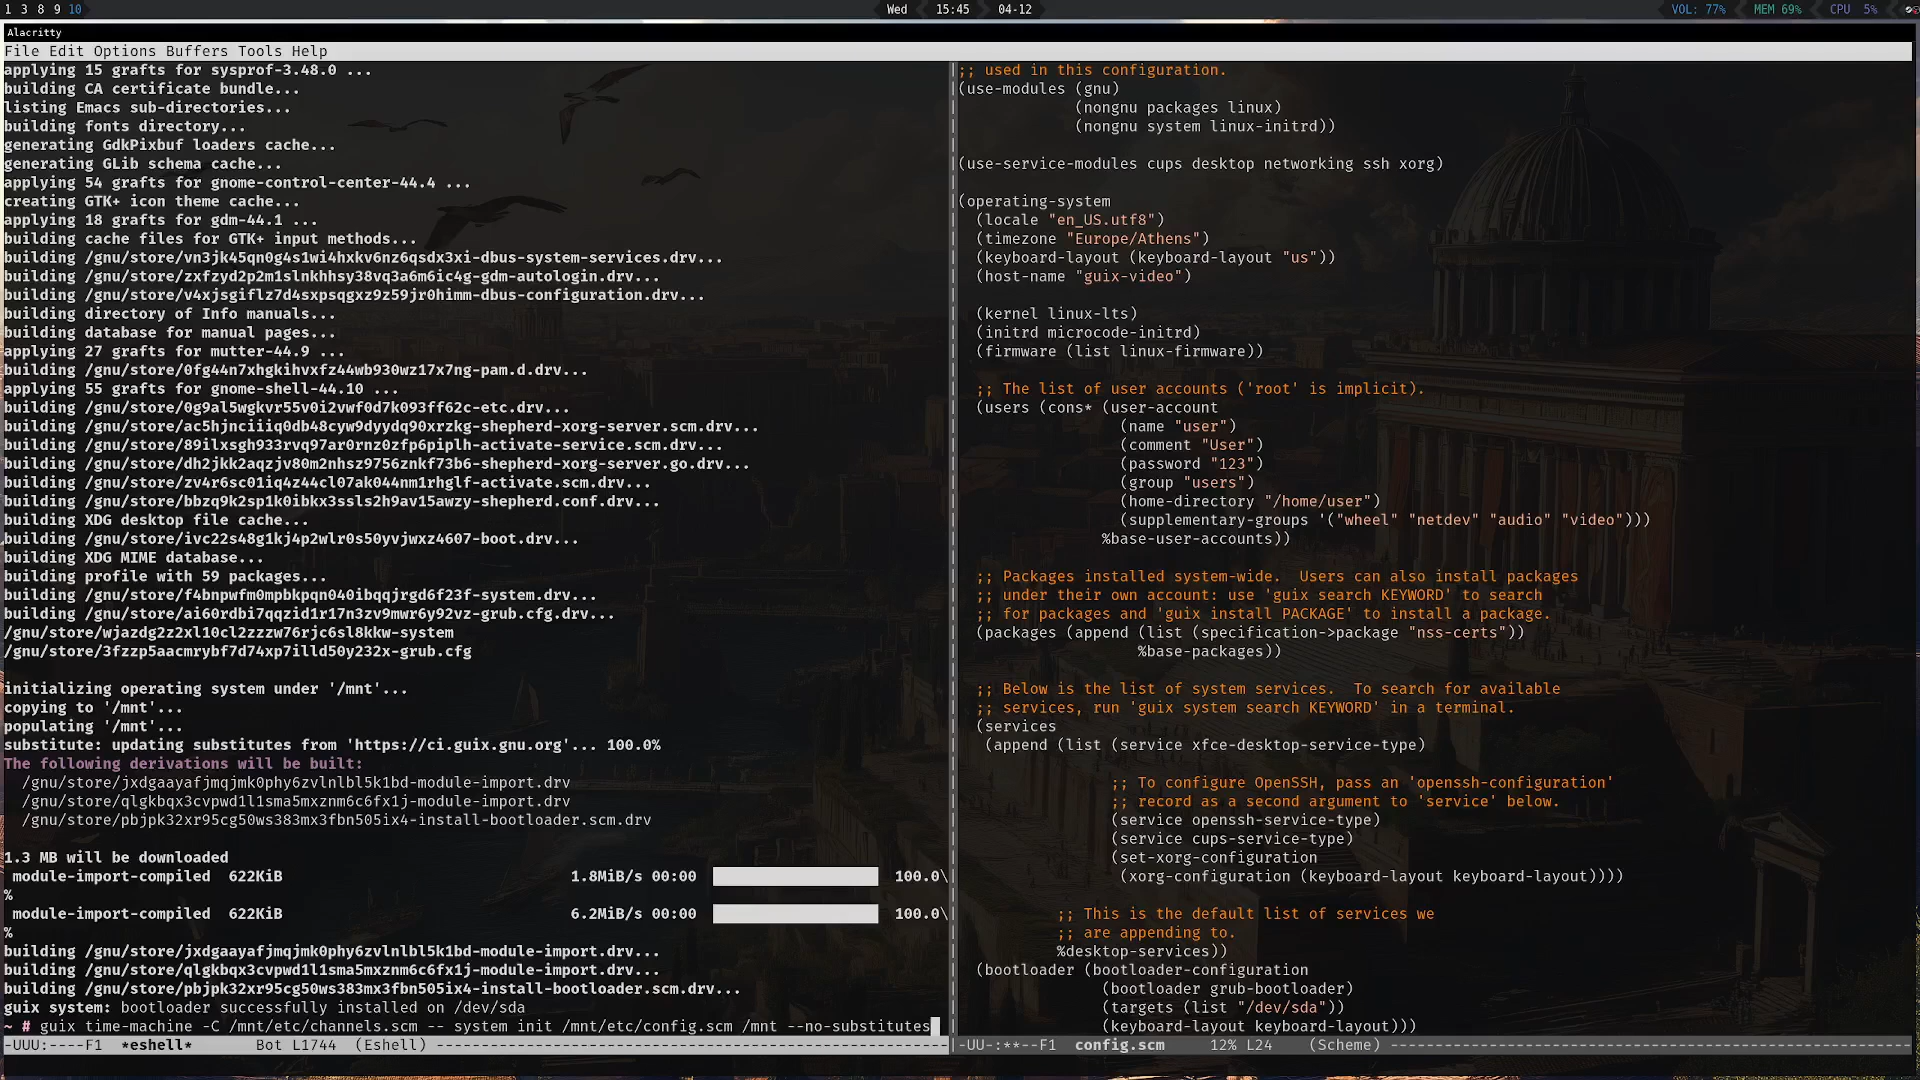 1 3 8 9 10
Wed 15:45 04-12
VOL: 77% MEM 69% CPU 5%
Alacritty
File Edit Options Buffers Tools Help
applying 15 grafts for sysprof-3.48.0 ...
building CA certificate bundle...
listing Emacs sub-directories...
building fonts directory...
generating GdkPixbuf loaders cache...
generating GLib schema cache...
applying 54 grafts for gnome-control-center-44.4 ...
creating GTK+ icon theme cache...
applying 18 grafts for gdm-44.1 ...
building cache files for GTK+ input methods...
building /gnu/store/vn3jk45qn0g4s1wi4hxkv6nz6qsdx3xi-dbus-system-services.drv...
building /gnu/store/zxfzyd2p2m1slnkhhsy38vq3a6m6ic4g-gdm-autologin.drv...
building /gnu/store/v4xjsgiflz7d4sxpsqgxz9z59jr0himm-dbus-configuration.drv...
building directory of Info manuals...
building database for manual pages...
applying 27 grafts for mutter-44.9 ...
building /gnu/store/0fg44n7xhgkihvxfz44wb930wz17x7ng-pam.d.drv...
applying 55 grafts for gnome-shell-44.10 ...
building /gnu/store/0g9al5wgkvr55v0i2vwf0d7k093ff62c-etc.drv...
building /gnu/store/ac5hjnciiiq0db48cyw9dyydq90xrzkg-shepherd-xorg-server.scm.drv...
building /gnu/store/89ilxsgh933rvq97ar0rnz0zfp6piplh-activate-service.scm.drv...
building /gnu/store/dh2jkk2aqzjv80m2nhsz9756znkf73b6-shepherd-xorg-server.go.drv...
building /gnu/store/zv4r6sc01iq4z44cl07ak044nm1rhglf-activate.scm.drv...
building /gnu/store/bbzq9k2sp1k0ibkx3ssls2h9av15awzy-shepherd.conf.drv...
building XDG desktop file cache...
building /gnu/store/ivc22s48g1kj4p2wlr0s50yvjwxz4607-boot.drv...
building XDG MIME database...
building profile with 59 packages...
building /gnu/store/f4bnpwfm0mpbkpqn040ibqqjrgd6f23f-system.drv...
building /gnu/store/ai60rdbi7qqzid1r17n3zv9mwr6y92vz-grub.cfg.drv...
/gnu/store/wjazdg2z2xl10cl2zzzw76rjc6sl8kkw-system
/gnu/store/3fzzp5aacmrybf7d74xp7illd50y232x-grub.cfg
initializing operating system under '/mnt'...
copying to '/mnt'...
populating '/mnt'...
substitute: updating substitutes from 'https://ci.guix.gnu.org'... 100.0%
The following derivations will be built:
/gnu/store/jxdgaayafjmqjmk0phy6zvlnlbl5k1bd-module-import.drv
/gnu/store/qlgkbqx3cvpwd1l1sma5mxznm6c6fx1j-module-import.drv
/gnu/store/pbjpk32xr95cg50ws383mx3fbn505ix4-install-bootloader.scm.drv
1.3 MB will be downloaded
module-import-compiled 622KiB 1.8MiB/s 00:00 100.0\
%
module-import-compiled 622KiB 6.2MiB/s 00:00 100.0\
%
building /gnu/store/jxdgaayafjmqjmk0phy6zvlnlbl5k1bd-module-import.drv...
building /gnu/store/qlgkbqx3cvpwd1l1sma5mxznm6c6fx1j-module-import.drv...
building /gnu/store/pbjpk32xr95cg50ws383mx3fbn505ix4-install-bootloader.scm.drv...
guix system: bootloader successfully installed on /dev/sda
~ # guix time-machine -C /mnt/etc/channels.scm -- system init /mnt/etc/config.scm /mnt --no-substitutes
-UUU:----F1 *eshell* Bot L1744 (Eshell) ---------------------------------------------------------
;; used in this configuration.
(use-modules (gnu)
(nongnu packages linux)
(nongnu system linux-initrd))
(use-service-modules cups desktop networking ssh xorg)
(operating-system
(locale "en_US.utf8")
(timezone "Europe/Athens")
(keyboard-layout (keyboard-layout "us"))
(host-name "guix-video")
(kernel linux-lts)
(initrd microcode-initrd)
(firmware (list linux-firmware))
;; The list of user accounts ('root' is implicit).
(users (cons* (user-account
(name "user")
(comment "User")
(password "123")
(group "users")
(home-directory "/home/user")
(supplementary-groups '("wheel" "netdev" "audio" "video")))
%base-user-accounts))
;; Packages installed system-wide.  Users can also install packages
;; under their own account: use 'guix search KEYWORD' to search
;; for packages and 'guix install PACKAGE' to install a package.
(packages (append (list (specification->package "nss-certs"))
%base-packages))
;; Below is the list of system services.  To search for available
;; services, run 'guix system search KEYWORD' in a terminal.
(services
(append (list (service xfce-desktop-service-type)
;; To configure OpenSSH, pass an 'openssh-configuration'
;; record as a second argument to 'service' below.
(service openssh-service-type)
(service cups-service-type)
(set-xorg-configuration
(xorg-configuration (keyboard-layout keyboard-layout))))
;; This is the default list of services we
;; are appending to.
%desktop-services))
(bootloader (bootloader-configuration
(bootloader grub-bootloader)
(targets (list "/dev/sda"))
(keyboard-layout keyboard-layout)))
-UU-:**--F1 config.scm 12% L24 (Scheme) ----------------------------------------------------------